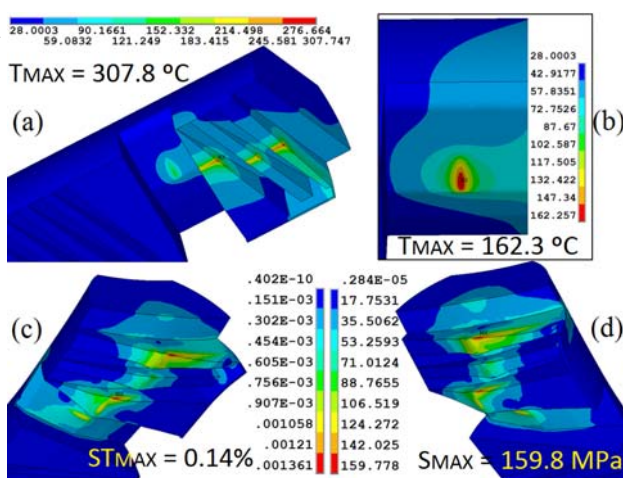 28.0003 90.1661 152.332 214.498 276.664
59.0832 121.249 183.415 245.581 307.747
TMAX = 307.8 ºC
(a)
28.0003
42.9177
57.8351
72.7526
87.67
102.587
117.505
132.422
147.34
162.257
(b)
TMAX = 162.3 ºC
(c)
.402E-10 .284E-05
.151E-03 17.7531
.302E-03 35.5062
.454E-03 53.2593
.605E-03 71.0124
.756E-03 88.7655
.907E-03 106.519
.001058 124.272
.00121 142.025
.001361 159.778
(d)
STMAX = 0.14%
SMAX = 159.8 MPa